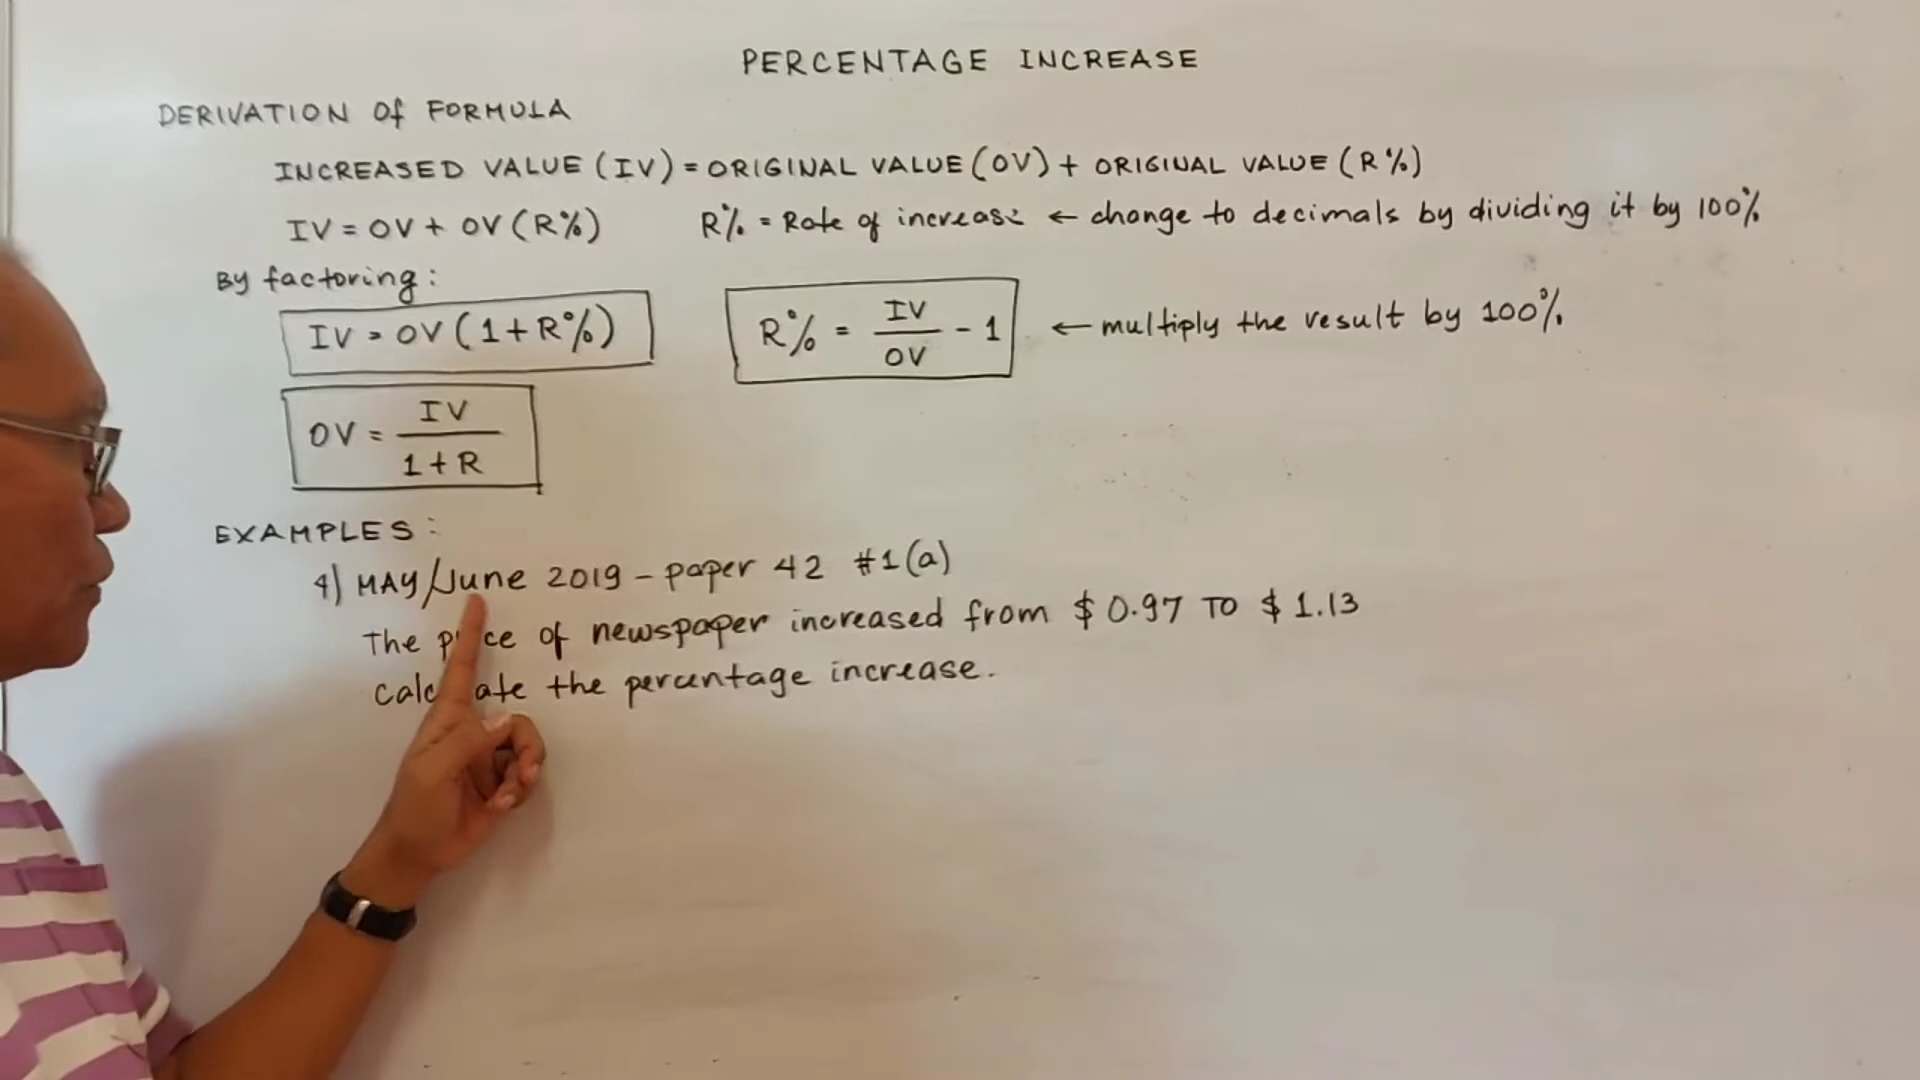 PERCENTAGE INCREASE
DERIVATION Of FORMULA
INCREASED VALUE (IV) = ORIGINAL VALUE (OV) + ORIGINAL VALUE (R%)
IV = OV + OV (R%) R% = Rate of increase ← change to decimals by dividing it by 100%
By factoring:
IV = OV (1+R%) R% = IV/OV - 1 ← multiply the result by 100%
OV = IV/1+R
EXAMPLES:
4) MAY/June 2019 - paper 42 #1(a)
The of newspaper increased from $ 0.97 TO $ 1.13
the percentage increase.